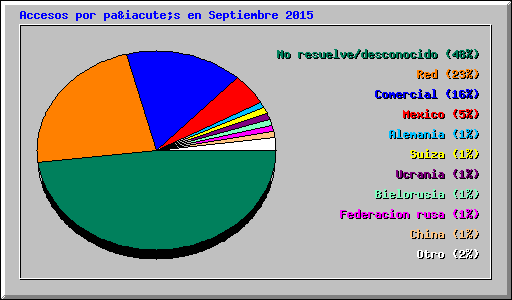 Accesos por pa&iacute;s en Septiembre 2015
No resuelve/desconocido (48%)
Red (23%)
Comercial (16%)
Mexico (5%)
Alemania (1%)
Suiza (1%)
Ucrania (1%)
Bielorusia (1%)
Federacion rusa (1%)
China (1%)
Otro (2%)